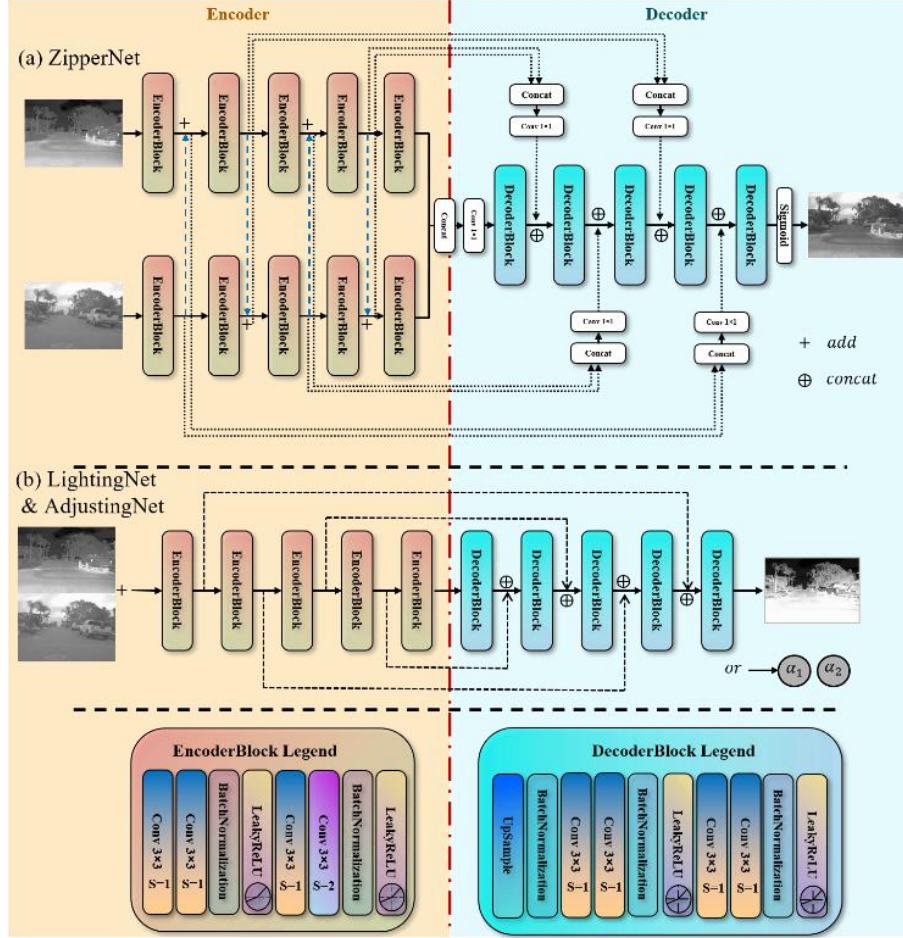 Encoder
Decoder
(a) ZipperNet
EncoderBlock
EncoderBlock
EncoderBlock
EncoderBlock
EncoderBlock
+
+
Concat
Concat
Conv 1×1
Conv 1×1
Concat
Conv 1×1
DecoderBlock
DecoderBlock
DecoderBlock
DecoderBlock
DecoderBlock
Sigmoid
⊕
⊕
⊕
⊕
EncoderBlock
EncoderBlock
EncoderBlock
EncoderBlock
EncoderBlock
+
+
Conv 1×1
Concat
Concat
+ add
⊕ concat
(b) LightingNet
& AdjustingNet
+
EncoderBlock
EncoderBlock
EncoderBlock
EncoderBlock
EncoderBlock
DecoderBlock
DecoderBlock
DecoderBlock
DecoderBlock
DecoderBlock
⊕
⊕
⊕
⊕
or
α1
α2
EncoderBlock Legend
Conv 3×3 S-1
Conv 3×3 S-1
BatchNormalization
LeakyReLU
Conv 3×3 S-1
Conv 3×3 S-2
BatchNormalization
LeakyReLU
DecoderBlock Legend
UpSample
BatchNormalization
Conv 3×3 S-1
Conv 3×3 S-1
BatchNormalization
LeakyReLU
Conv 3×3 S-1
Conv 3×3 S-1
BatchNormalization
LeakyReLU